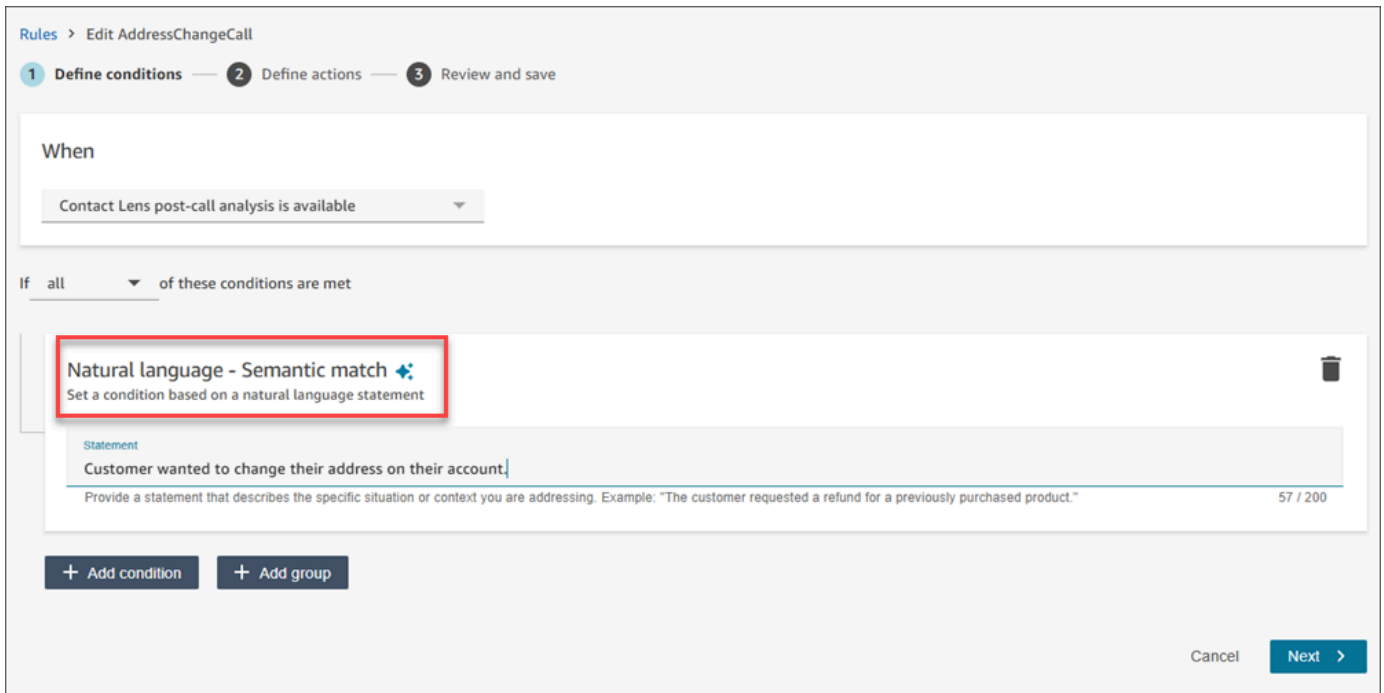 Rules > Edit AddressChangeCall
1 Define conditions 2 Define actions 3 Review and save
When
Contact Lens post-call analysis is available
If all of these conditions are met
Natural language - Semantic match
Set a condition based on a natural language statement
Statement
Customer wanted to change their address on their account.
Provide a statement that describes the specific situation or context you are addressing. Example: "The customer requested a refund for a previously purchased product." 57 / 200
+ Add condition + Add group
Cancel Next >